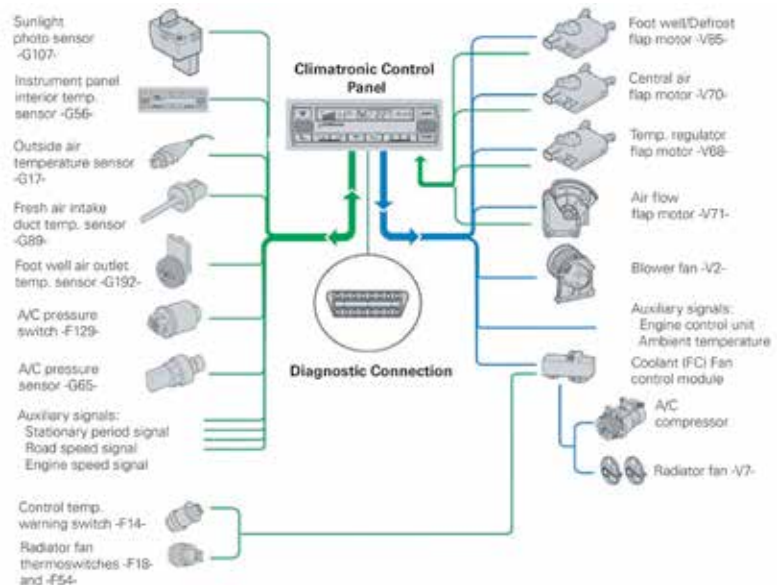 Sunlight
photo sensor
-G107-
Instrument panel
interior temp.
sensor -G56-
Outside air
temperature sensor
-G17-
Fresh air intake
duct temp. sensor
-G89-
Foot well air outlet
temp. sensor -G192-
A/C pressure
switch -F129-
A/C pressure
sensor -G65-
Auxiliary signals:
Stationary period signal
Road speed signal
Engine speed signal
Control temp.
warning switch -F14-
Radiator fan
thermoswitches -F18-
and -F54-
Climatronic Control
Panel
Diagnostic Connection
Foot well/Defrost
flap motor -V85-
Central air
flap motor -V70-
Temp. regulator
flap motor -V68-
Air flow
flap motor -V71-
Blower fan -V2-
Auxiliary signals:
Engine control unit
Ambient temperature
Coolant (FC) Fan
control module
A/C
compressor
Radiator fan -V7-